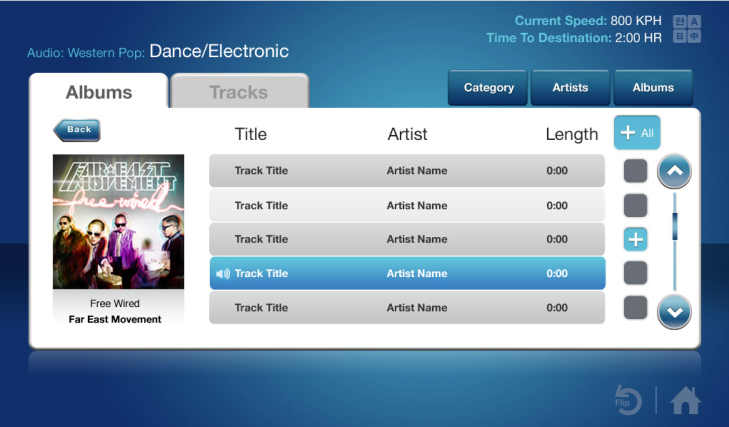 Current Speed: 800 KPH
한 A
Time To Destination: 2:00 HR
日 中
Audio: Western Pop: Dance/Electronic
Albums
Tracks
Category
Artists
Albums
Back
Title
Artist
Length
+ All
FAR★EAST
MOVEMENT
free wired
Track Title
Artist Name
0:00
Track Title
Artist Name
0:00
Track Title
Artist Name
0:00
+
Track Title
Artist Name
0:00
Track Title
Artist Name
0:00
Free Wired
Far East Movement
Flip